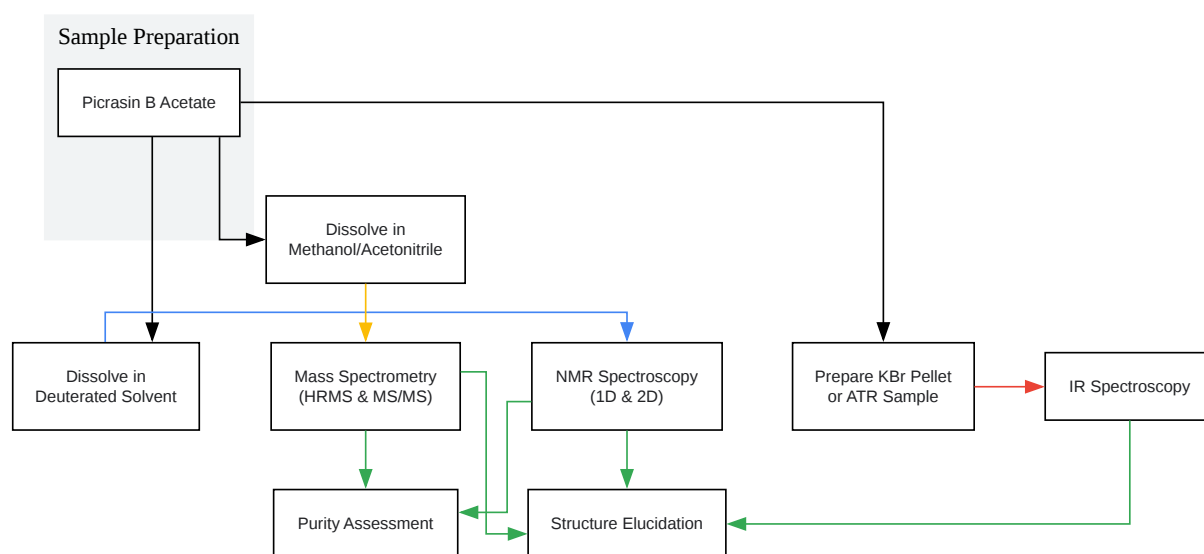 Sample Preparation
Picrasin B Acetate
Dissolve in
Methanol/Acetonitrile
Dissolve in
Deuterated Solvent
Mass Spectrometry
(HRMS & MS/MS)
NMR Spectroscopy
(1D & 2D)
Prepare KBr Pellet
or ATR Sample
IR Spectroscopy
Purity Assessment
Structure Elucidation